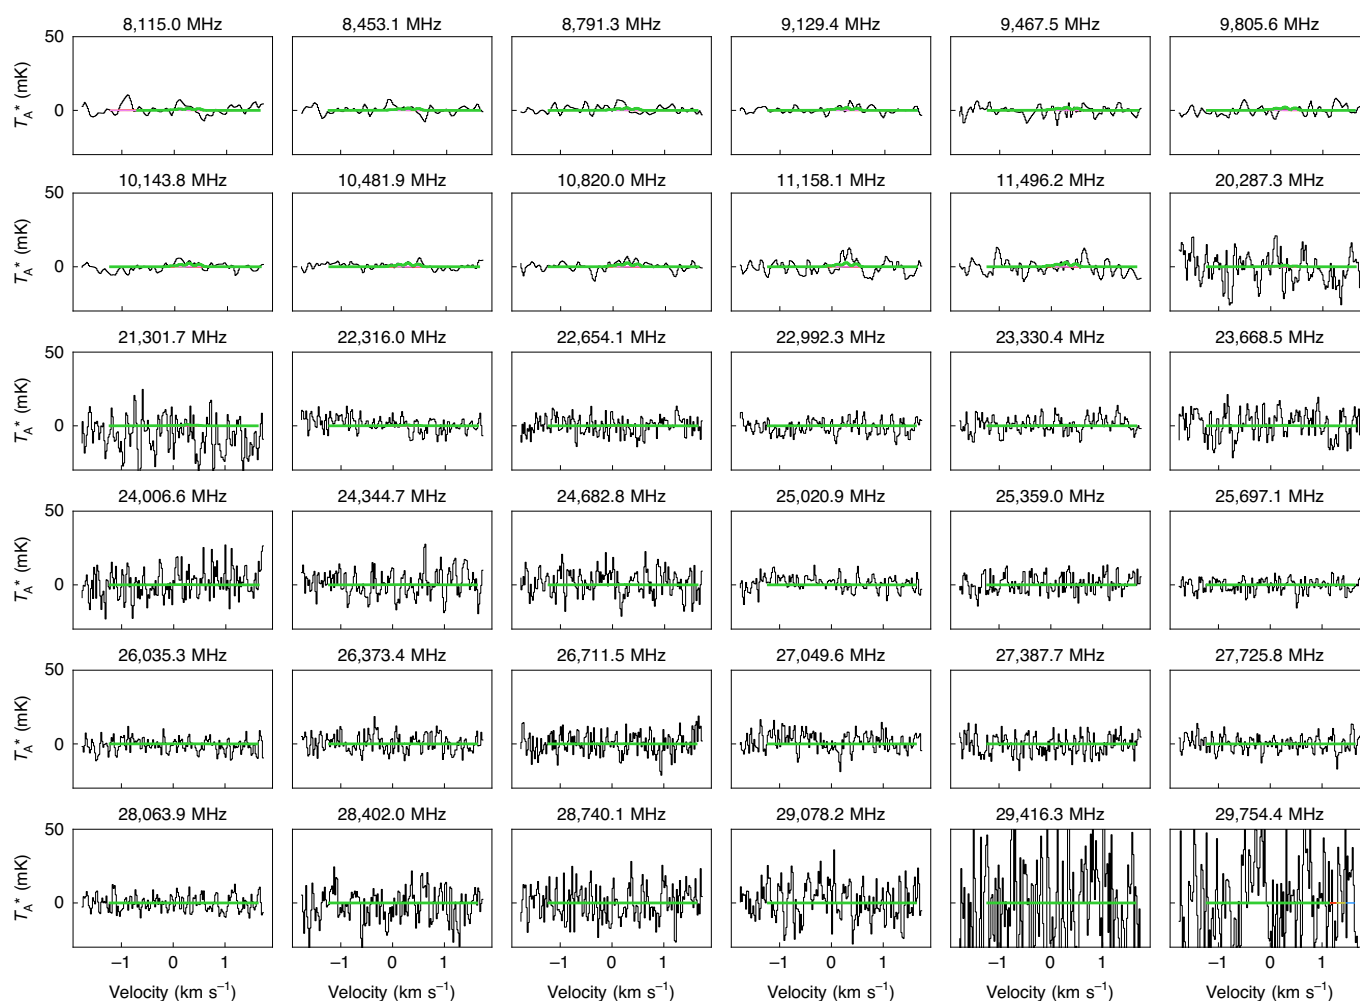 8,115.0 MHz 8,453.1 MHz 8,791.3 MHz 9,129.4 MHz 9,467.5 MHz 9,805.6 MHz
50
0
T_A* (mK)
10,143.8 MHz 10,481.9 MHz 10,820.0 MHz 11,158.1 MHz 11,496.2 MHz 20,287.3 MHz
50
0
T_A* (mK)
21,301.7 MHz 22,316.0 MHz 22,654.1 MHz 22,992.3 MHz 23,330.4 MHz 23,668.5 MHz
50
0
T_A* (mK)
24,006.6 MHz 24,344.7 MHz 24,682.8 MHz 25,020.9 MHz 25,359.0 MHz 25,697.1 MHz
50
0
T_A* (mK)
26,035.3 MHz 26,373.4 MHz 26,711.5 MHz 27,049.6 MHz 27,387.7 MHz 27,725.8 MHz
50
0
T_A* (mK)
28,063.9 MHz 28,402.0 MHz 28,740.1 MHz 29,078.2 MHz 29,416.3 MHz 29,754.4 MHz
50
0
T_A* (mK)
–1 0 1 –1 0 1 –1 0 1 –1 0 1 –1 0 1 –1 0 1
Velocity (km s⁻¹) Velocity (km s⁻¹) Velocity (km s⁻¹) Velocity (km s⁻¹) Velocity (km s⁻¹) Velocity (km s⁻¹)